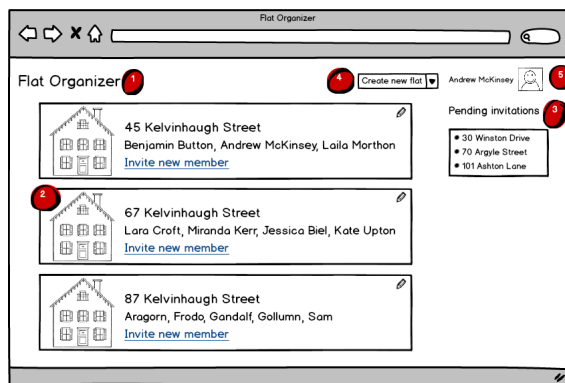 Flat Organizer
Flat Organizer 1
4 Create new flat
Andrew McKinsey 5
45 Kelvinhaugh Street
Benjamin Button, Andrew McKinsey, Laila Morthon
Invite new member
Pending invitations 3
30 Winston Drive
70 Argyle Street
101 Ashton Lane
2
67 Kelvinhaugh Street
Lara Croft, Miranda Kerr, Jessica Biel, Kate Upton
Invite new member
87 Kelvinhaugh Street
Aragorn, Frodo, Gandalf, Gollumn, Sam
Invite new member